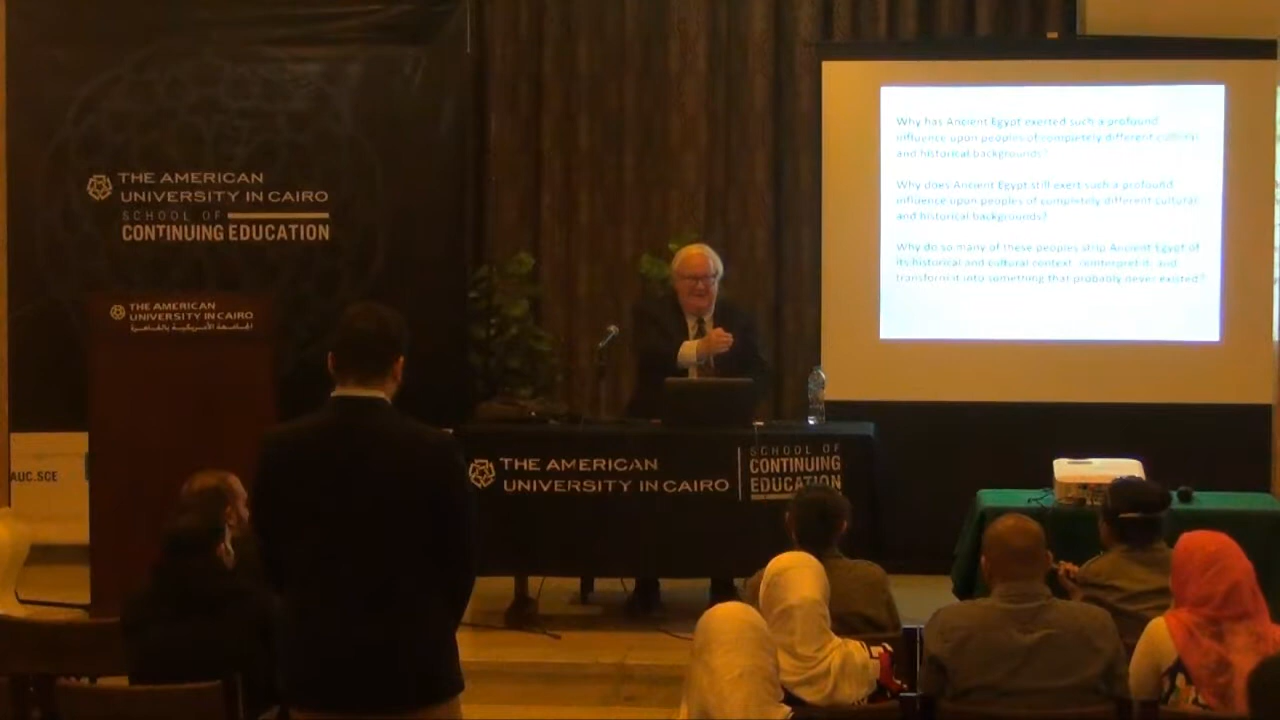 THE AMERICAN
UNIVERSITY IN CAIRO
SCHOOL OF
CONTINUING EDUCATION
THE AMERICAN
UNIVERSITY IN CAIRO
الجامعة الأمريكية بالقاهرة
AUC.SCE
THE AMERICAN
UNIVERSITY IN CAIRO
SCHOOL OF
CONTINUING
EDUCATION
Why has Ancient Egypt exerted such a profound
influence upon peoples of completely different cultural
and historical backgrounds?
Why does Ancient Egypt still exert such a profound
influence upon peoples of completely different cultural
and historical backgrounds?
Why do so many of these peoples strip Ancient Egypt of
its historical and cultural context, reinterpret it, and
transform it into something that probably never existed?